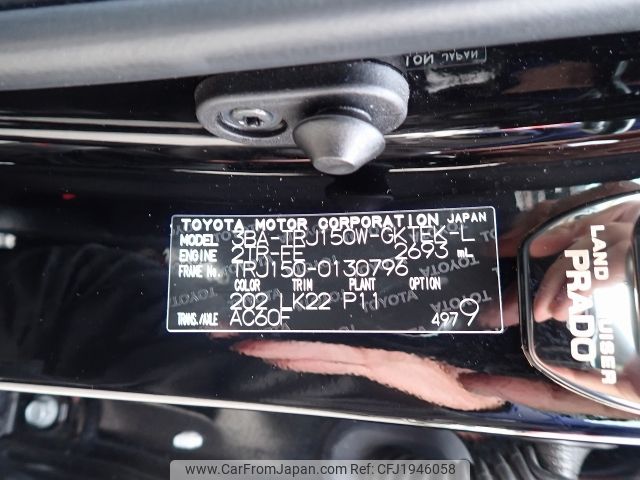 TOYOTA MOTOR CORPORATION JAPAN
MODEL 3BA-TRJ150W-GKTEK-L
ENGINE 2TR-FE 2693 mL
FRAME No. TRJ150-0130796
COLOR TRIM PLANT OPTION
202 LK22 P11
TRANS./AXLE AC60F 4979
LAND CRUISER
PRADO
www.CarFromJapan.com - Ref.No - CFJ1946058